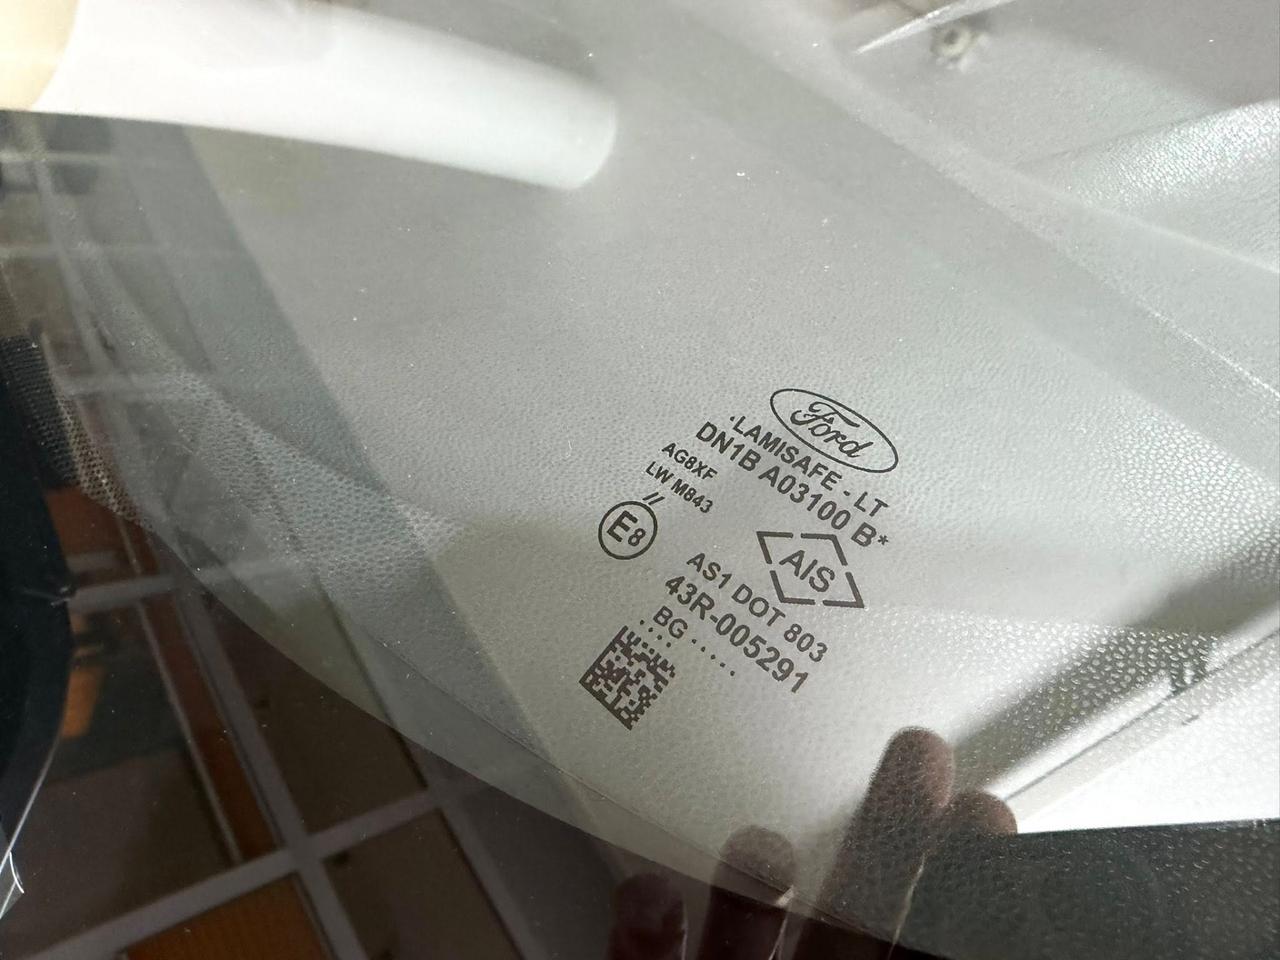 Ford
·LAMISAFE - LT
DN1B A03100 B*
AG8XF
LW M843
//
E8
AIS
AS1 DOT 803
43R-005291
BG